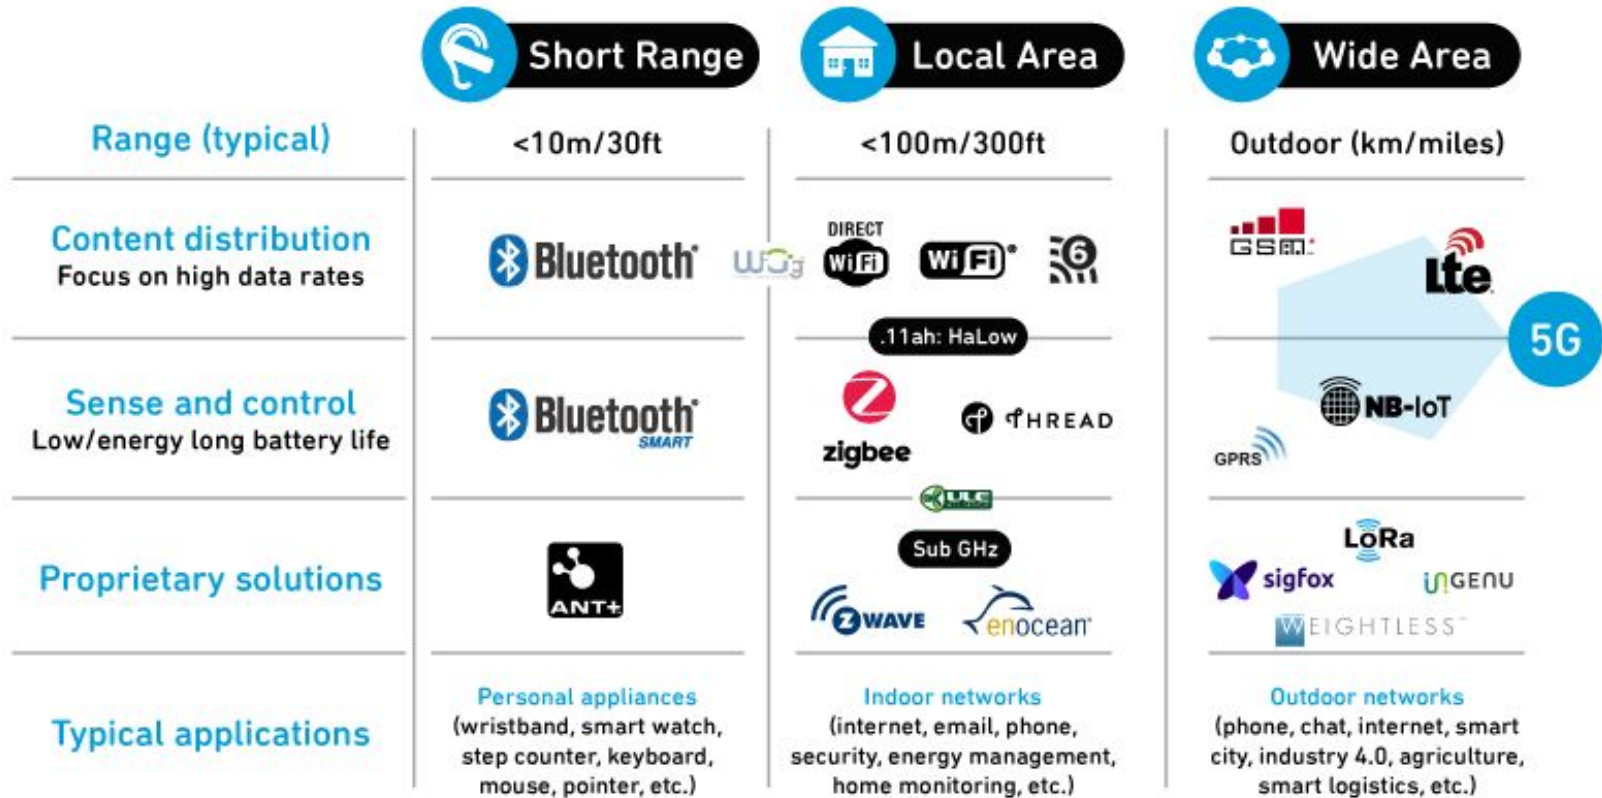 Short Range
Local Area
Wide Area
Range (typical)
<10m/30ft
<100m/300ft
Outdoor (km/miles)
Content distribution
Focus on high data rates
Bluetooth®
DIRECT
WiFi
WiFi®
6
GSM
LTE
.11ah: HaLow
5G
Sense and control
Low/energy long battery life
Bluetooth®
SMART
zigbee
THREAD
NB-IoT
GPRS
ULE
Proprietary solutions
ANT+
Sub GHz
Z WAVE
enocean®
LoRa
sigfox
INGENU
WEIGHTLESS™
Typical applications
Personal appliances
(wristband, smart watch,
step counter, keyboard,
mouse, pointer, etc.)
Indoor networks
(internet, email, phone,
security, energy management,
home monitoring, etc.)
Outdoor networks
(phone, chat, internet, smart
city, industry 4.0, agriculture,
smart logistics, etc.)